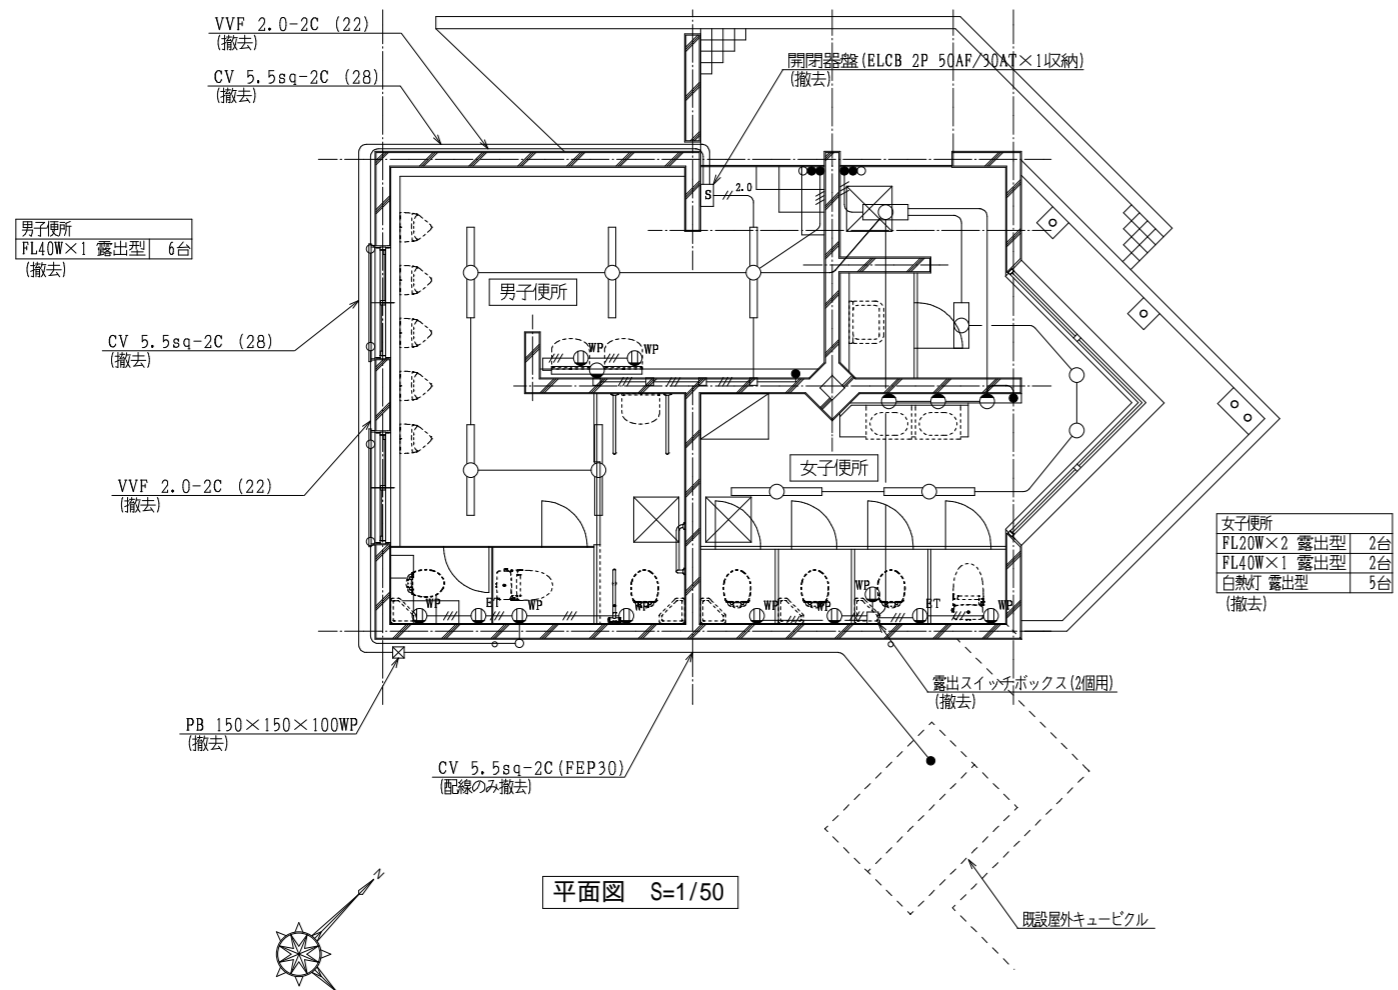 VVF 2.0-2C (22)
(撤去)
CV 5.5sq-2C (28)
(撤去)
開閉器盤(ELCB 2P 50AF/30AT×1収納)
(撤去)
S
2.0
男子便所
FL40W×1 露出型 6台
(撤去)
男子便所
CV 5.5sq-2C (28)
(撤去)
WP
WP
女子便所
VVF 2.0-2C (22)
(撤去)
女子便所
FL20W×2 露出型 2台
FL40W×1 露出型 2台
白熱灯 露出型 5台
(撤去)
WP
WP
ET
WP
WP
WP
WP
ET
WP
露出スイッチボックス(2個用)
(撤去)
PB 150×150×100WP
(撤去)
CV 5.5sq-2C(FEP30)
(配線のみ撤去)
平面図 S=1/50
既設屋外キュービクル
N